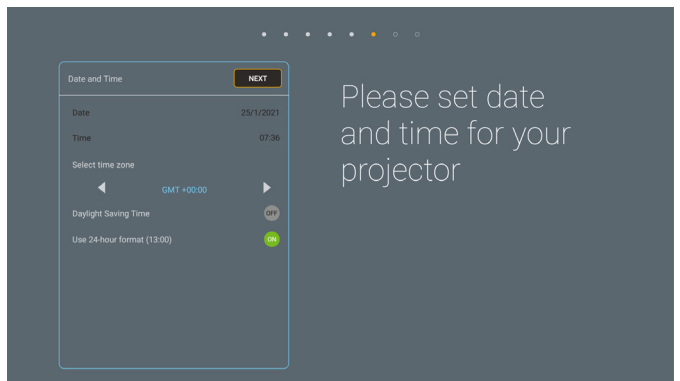 Date and Time
NEXT
Date
25/1/2021
Time
07:36
Select time zone
GMT +00:00
Daylight Saving Time
OFF
Use 24-hour format (13:00)
ON
Please set date
and time for your
projector